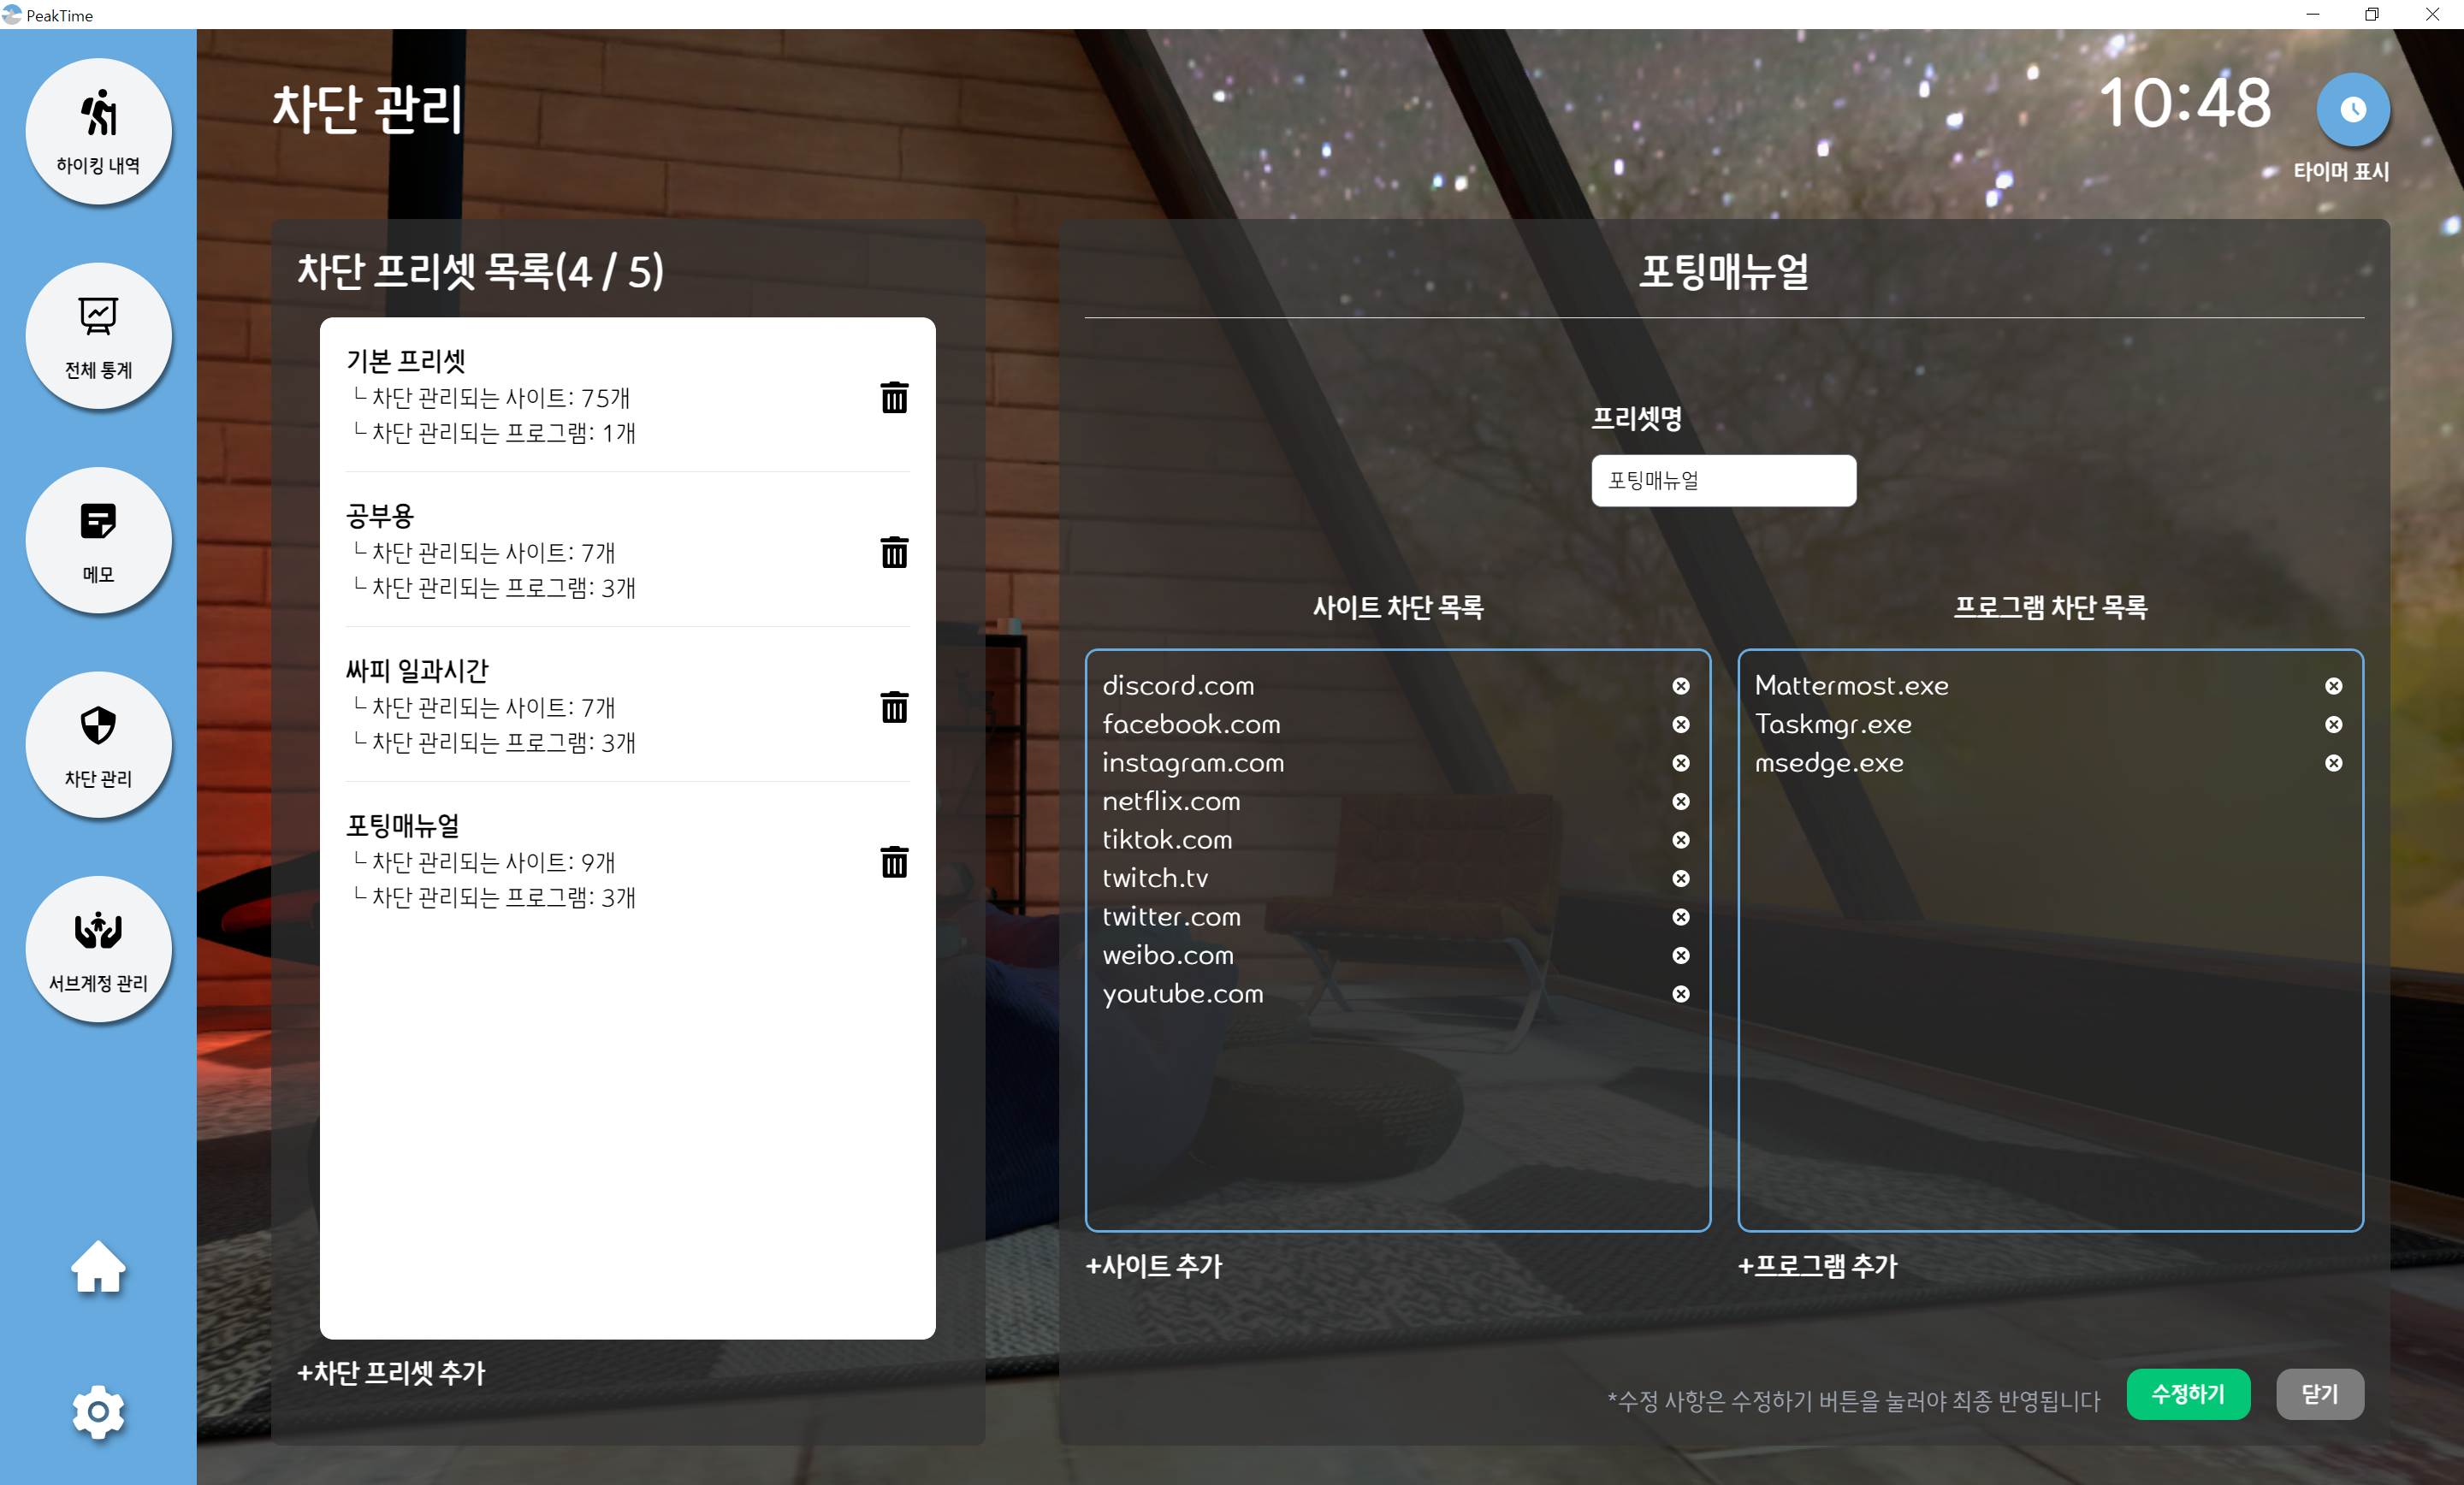 PeakTime
하이킹 내역
전체 통계
메모
차단 관리
서브계정 관리
차단 관리
10:48
타이머 표시
차단 프리셋 목록(4 / 5)
기본 프리셋
└ 차단 관리되는 사이트: 75개
└ 차단 관리되는 프로그램: 1개
공부용
└ 차단 관리되는 사이트: 7개
└ 차단 관리되는 프로그램: 3개
싸피 일과시간
└ 차단 관리되는 사이트: 7개
└ 차단 관리되는 프로그램: 3개
포팅매뉴얼
└ 차단 관리되는 사이트: 9개
└ 차단 관리되는 프로그램: 3개
+차단 프리셋 추가
포팅매뉴얼
프리셋명
포팅매뉴얼
사이트 차단 목록
discord.com
facebook.com
instagram.com
netflix.com
tiktok.com
twitch.tv
twitter.com
weibo.com
youtube.com
+사이트 추가
프로그램 차단 목록
Mattermost.exe
Taskmgr.exe
msedge.exe
+프로그램 추가
*수정 사항은 수정하기 버튼을 눌러야 최종 반영됩니다
수정하기
닫기